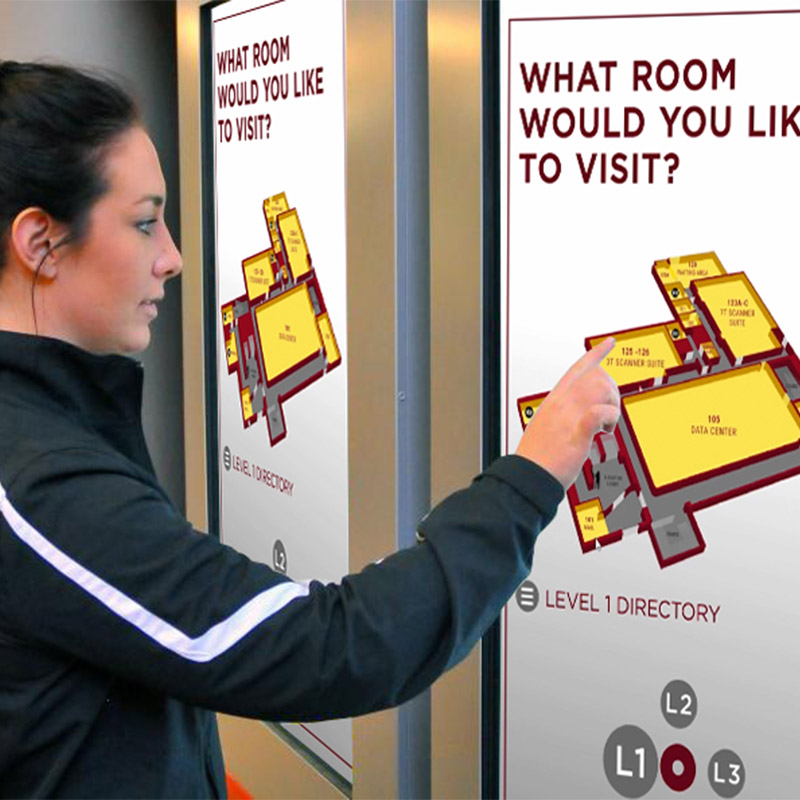 WHAT ROOM
WOULD YOU LIKE
TO VISIT?
LEVEL 1 DIRECTORY
L2
WHAT ROOM
WOULD YOU LIK
TO VISIT?
123A-C
7T SCANNER
SUITE
125 -126
3T SCANNER SUITE
105
DATA CENTER
101
LEVEL 1 DIRECTORY
L2
L1
L3